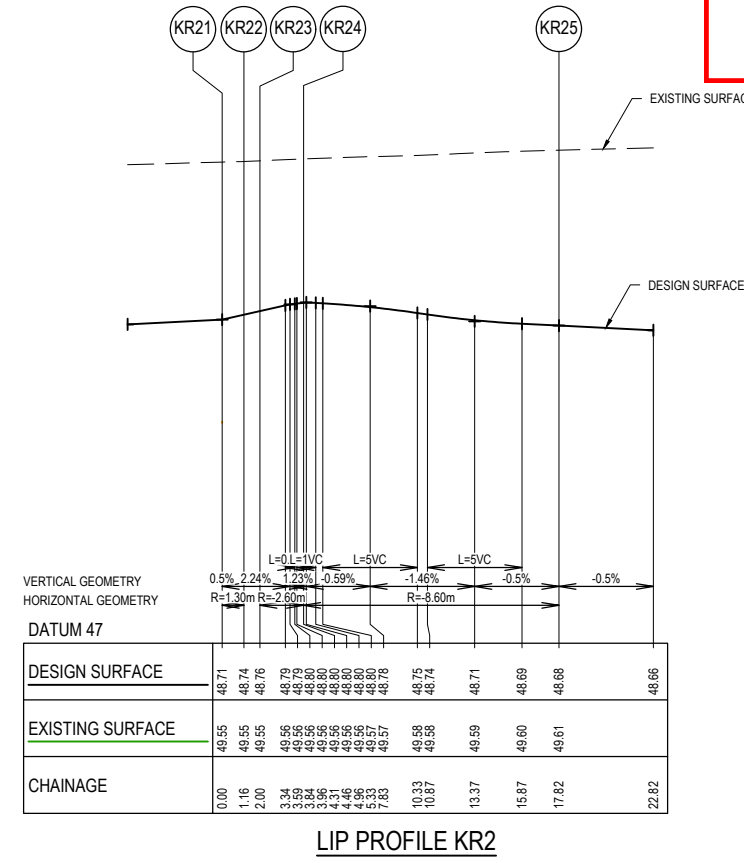 KR21 KR22 KR23 KR24 KR25
EXISTING SURFAC
DESIGN SURFACE
L=0.L=1VC L=5VC L=5VC
VERTICAL GEOMETRY 0.5% 2.24% 1.23% -0.59% -1.46% -0.5% -0.5%
HORIZONTAL GEOMETRY R=1.30m R=-2.60m R=-8.60m
DATUM 47
DESIGN SURFACE 48.71 48.74 48.76 48.79 48.79 48.80 48.80 48.80 48.80 48.80 48.80 48.78 48.75 48.74 48.71 48.69 48.68 48.66
EXISTING SURFACE 49.55 49.55 49.55 49.56 49.56 49.56 49.56 49.56 49.56 49.56 49.57 49.57 49.58 49.58 49.59 49.60 49.61
CHAINAGE 0.00 1.16 2.00 3.34 3.59 3.84 3.96 4.31 4.46 4.96 5.33 7.83 10.33 10.87 13.37 15.87 17.82 22.82
LIP PROFILE KR2